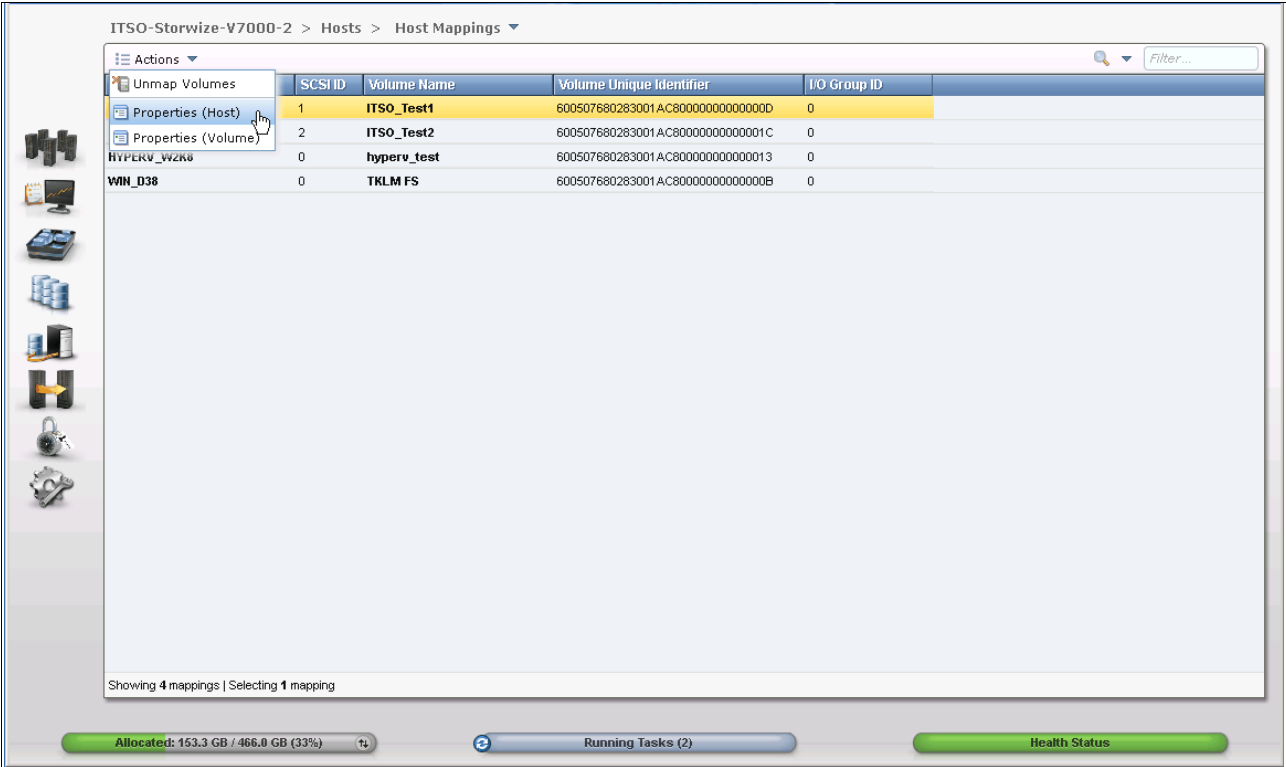 ITSO-Storwize-V7000-2 > Hosts > Host Mappings
Actions
Filter...
Unmap Volumes
Properties (Host)
Properties (Volume)
SCSI ID Volume Name Volume Unique Identifier I/O Group ID
1 ITSO_Test1 600507680283001AC80000000000000D 0
2 ITSO_Test2 600507680283001AC80000000000001C 0
HYPERV_W2K8 0 hyperv_test 600507680283001AC800000000000013 0
WIN_D38 0 TKLM FS 600507680283001AC80000000000000B 0
Showing 4 mappings | Selecting 1 mapping
Allocated: 153.3 GB / 466.0 GB (33%) Running Tasks (2) Health Status